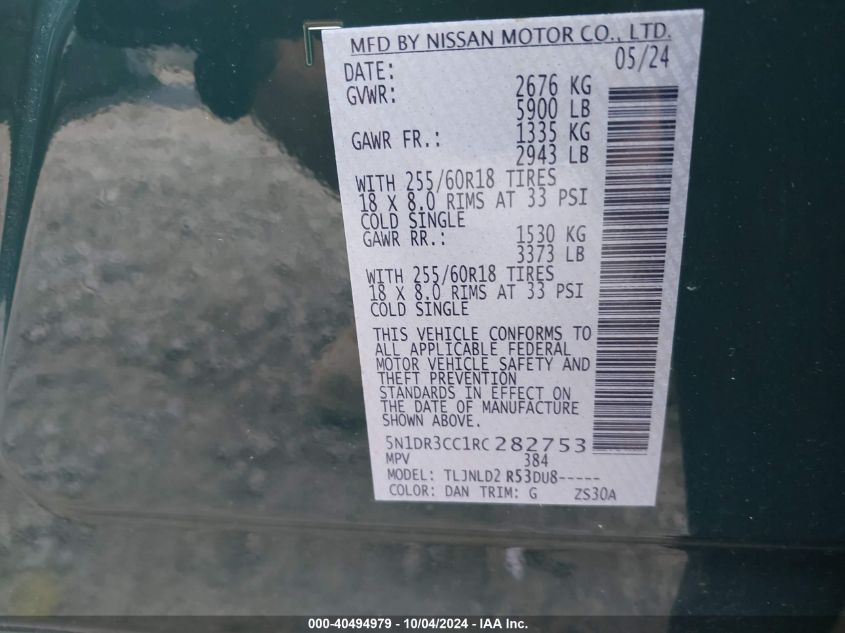 MFD BY NISSAN MOTOR CO., LTD.
DATE: 05/24
GVWR: 2676 KG
5900 LB
GAWR FR.: 1335 KG
2943 LB
WITH 255/60R18 TIRES
18 X 8.0 RIMS AT 33 PSI
COLD SINGLE
GAWR RR.: 1530 KG
3373 LB
WITH 255/60R18 TIRES
18 X 8.0 RIMS AT 33 PSI
COLD SINGLE
THIS VEHICLE CONFORMS TO
ALL APPLICABLE FEDERAL
MOTOR VEHICLE SAFETY AND
THEFT PREVENTION
STANDARDS IN EFFECT ON
THE DATE OF MANUFACTURE
SHOWN ABOVE.
5N1DR3CC1RC282753
MPV 384
MODEL: TLJNLD2 R53DU8-----
COLOR: DAN TRIM: G ZS30A
000-40494979 - 10/04/2024 - IAA Inc.